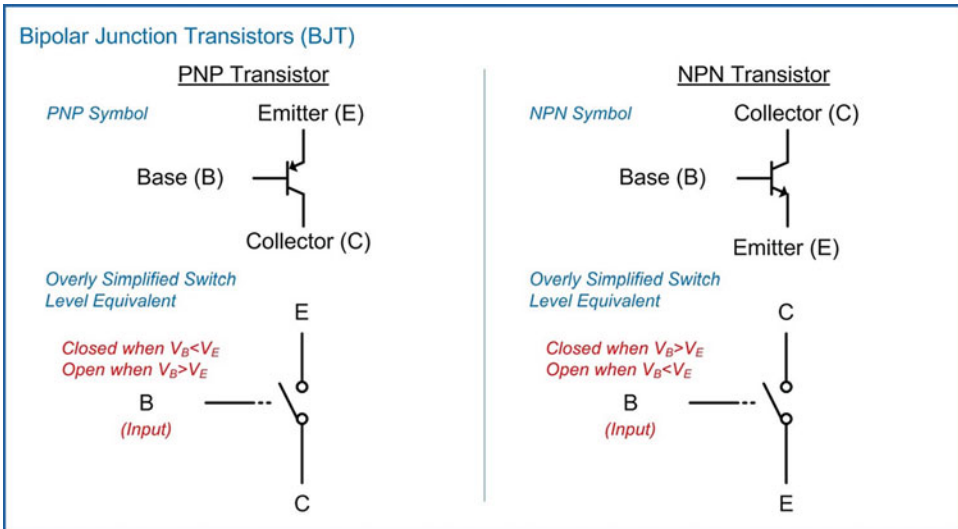 Bipolar Junction Transistors (BJT)
PNP Transistor
PNP Symbol
Emitter (E)
Base (B)
Collector (C)
Overly Simplified Switch
Level Equivalent
E
Closed when VB<VE
Open when VB>VE
B
(Input)
C
NPN Transistor
NPN Symbol
Collector (C)
Base (B)
Emitter (E)
Overly Simplified Switch
Level Equivalent
C
Closed when VB>VE
Open when VB<VE
B
(Input)
E